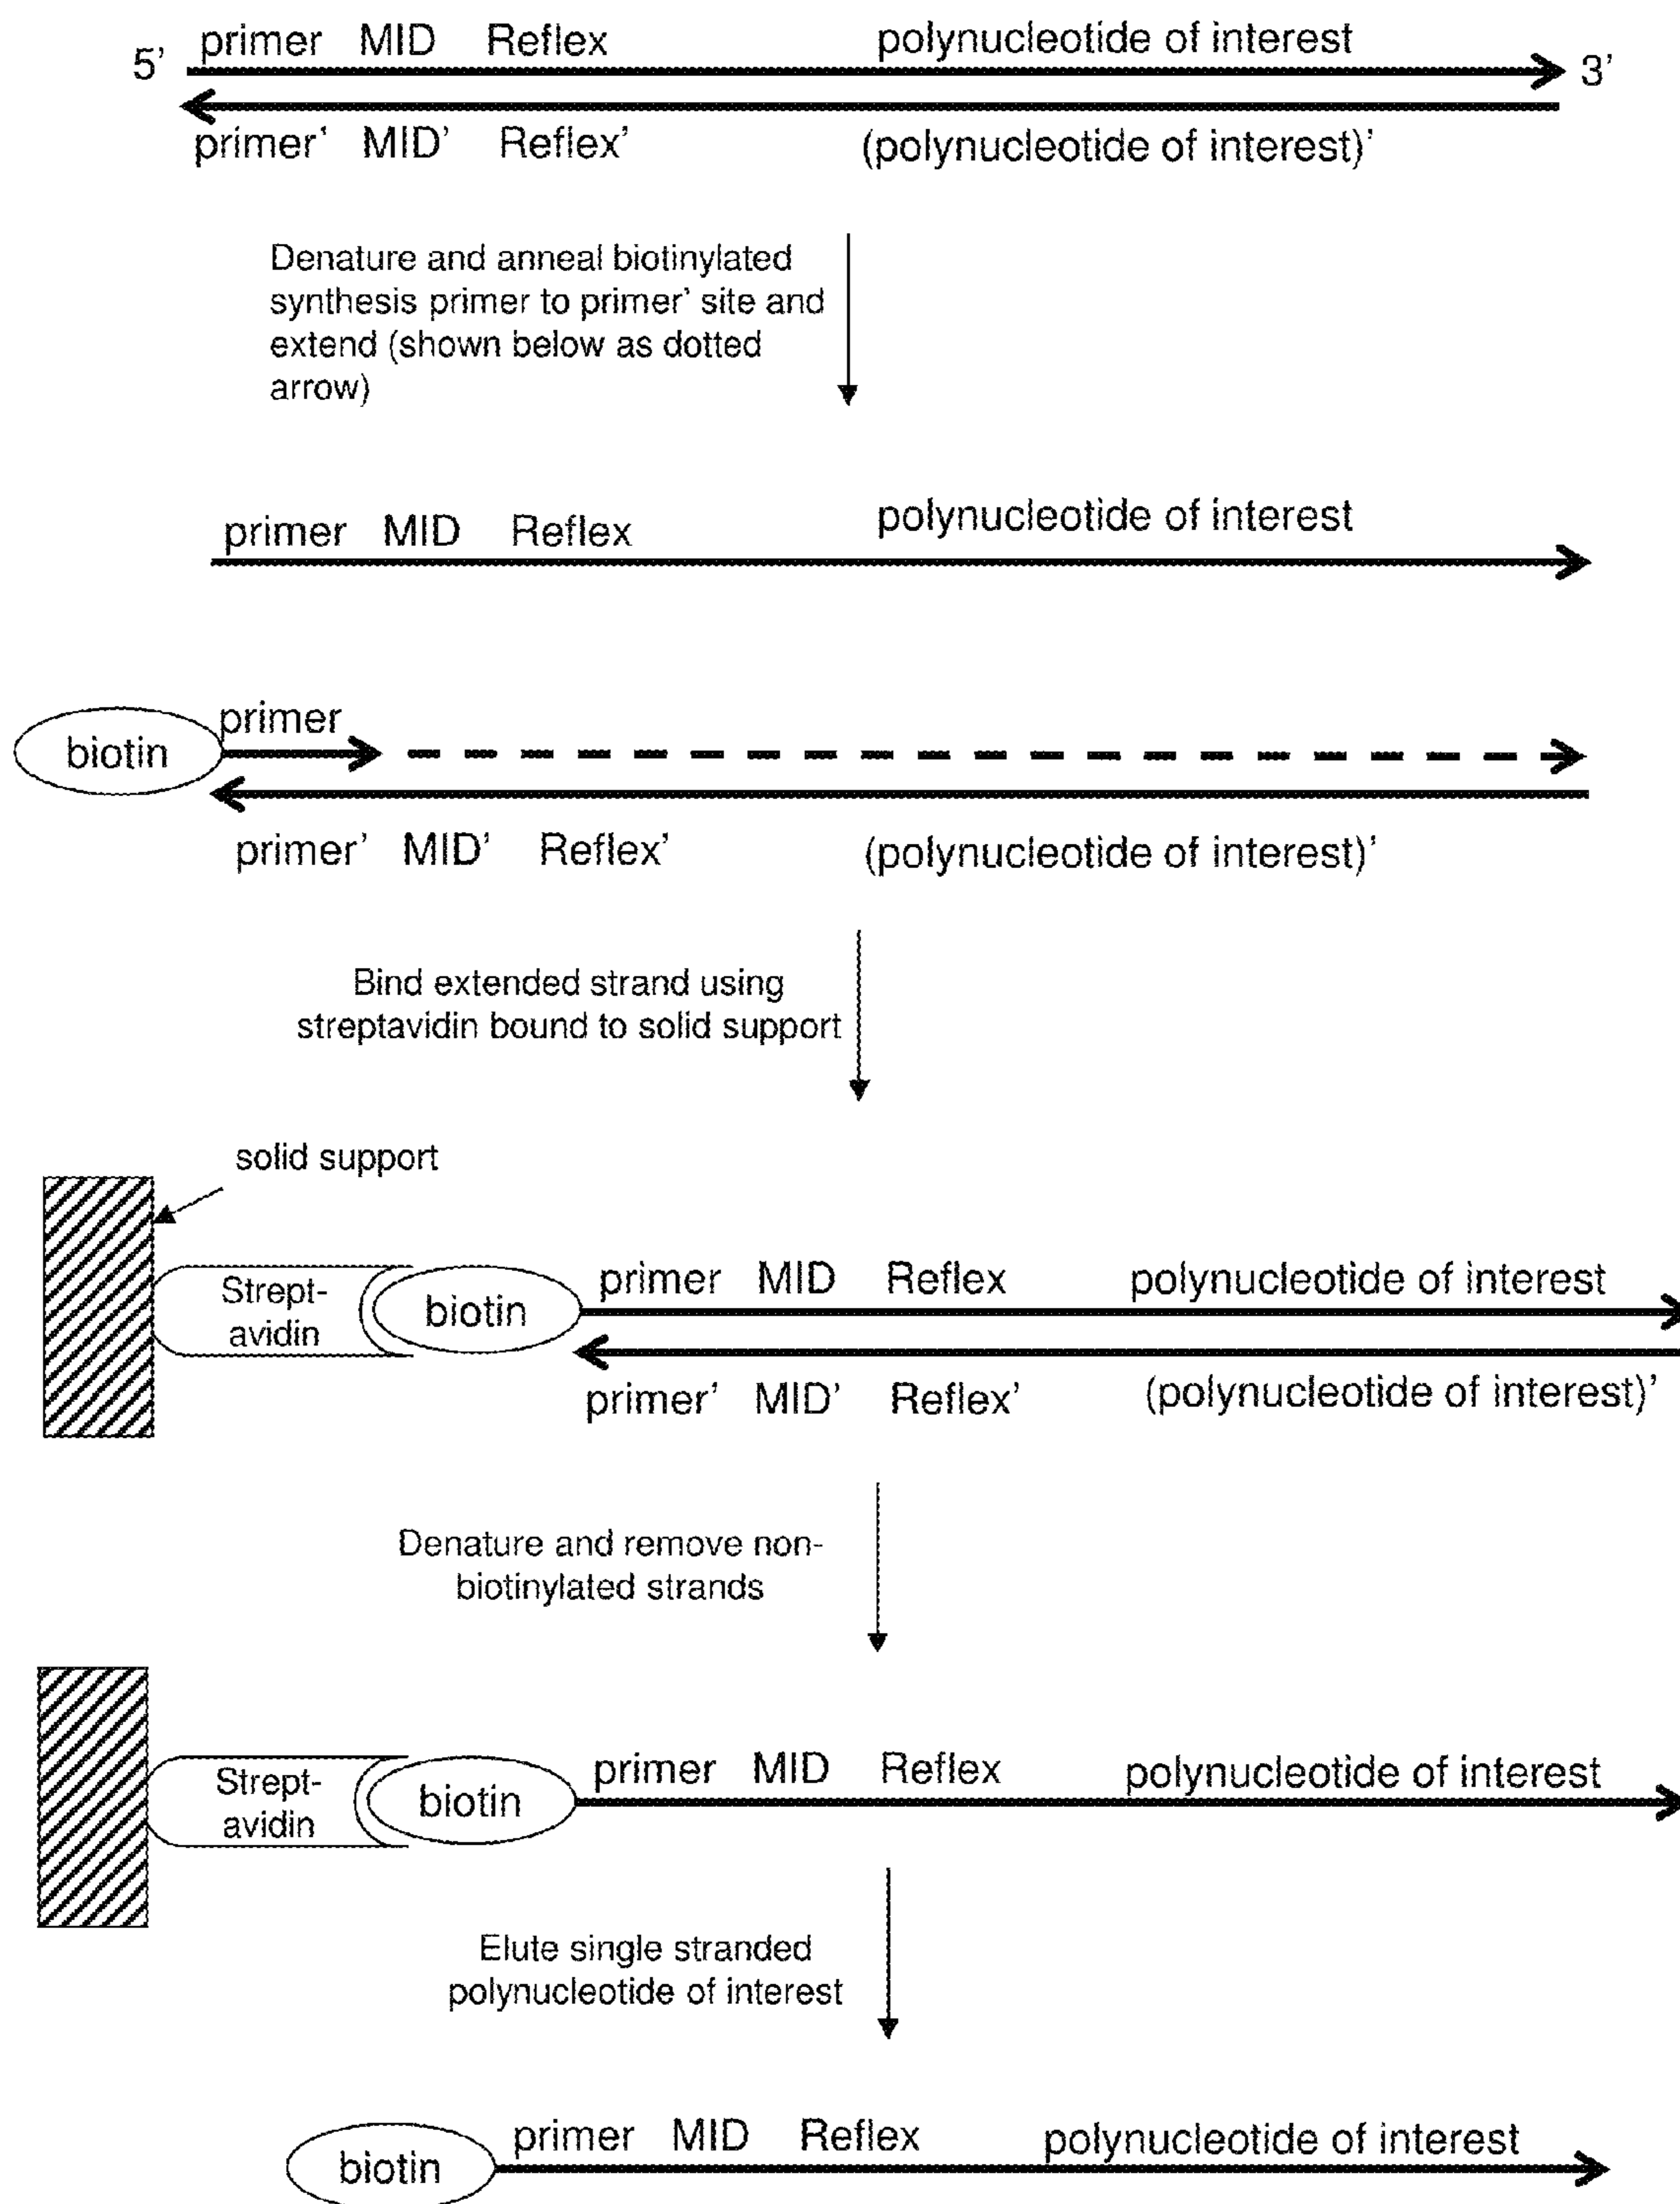 primer MID Reflex polynucleotide of interest
5' 3'
primer' MID' Reflex' (polynucleotide of interest)'
Denature and anneal biotinylated
synthesis primer to primer' site and
extend (shown below as dotted
arrow)
primer MID Reflex polynucleotide of interest
primer
biotin
primer' MID' Reflex' (polynucleotide of interest)'
Bind extended strand using
streptavidin bound to solid support
solid support
primer MID Reflex polynucleotide of interest
Strept-
avidin
biotin
primer' MID' Reflex' (polynucleotide of interest)'
Denature and remove non-
biotinylated strands
primer MID Reflex polynucleotide of interest
Strept-
avidin
biotin
Elute single stranded
polynucleotide of interest
primer MID Reflex polynucleotide of interest
biotin